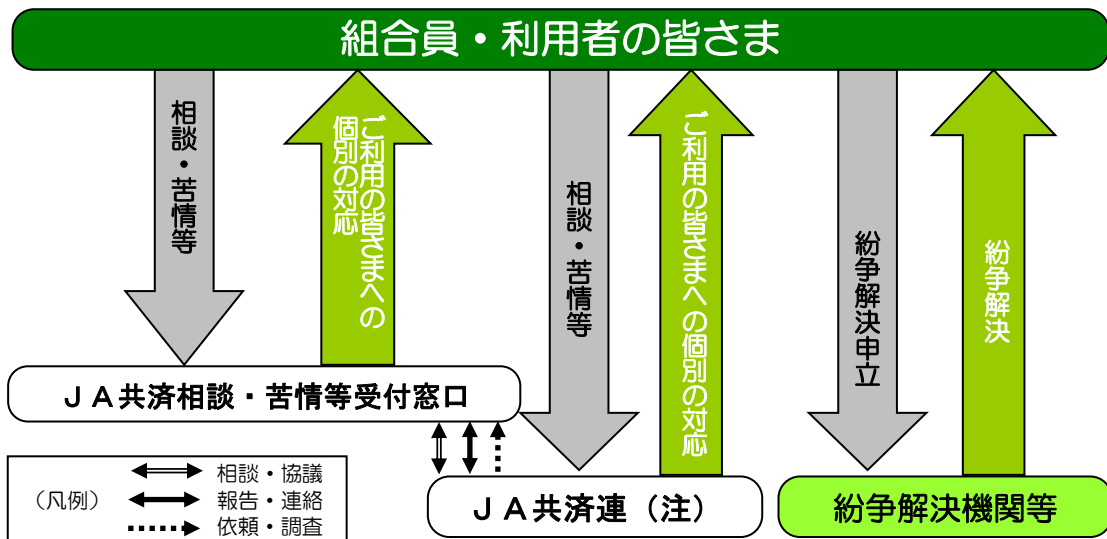 組合員・利用者の皆さま
相談・苦情等
ご利用の皆さまへの
個別の対応
相談・苦情等
ご利用の皆さまへの個別の対応
紛争解決申立
紛争解決
ＪＡ共済相談・苦情等受付窓口
（凡例）
相談・協議
報告・連絡
依頼・調査
ＪＡ共済連（注）
紛争解決機関等